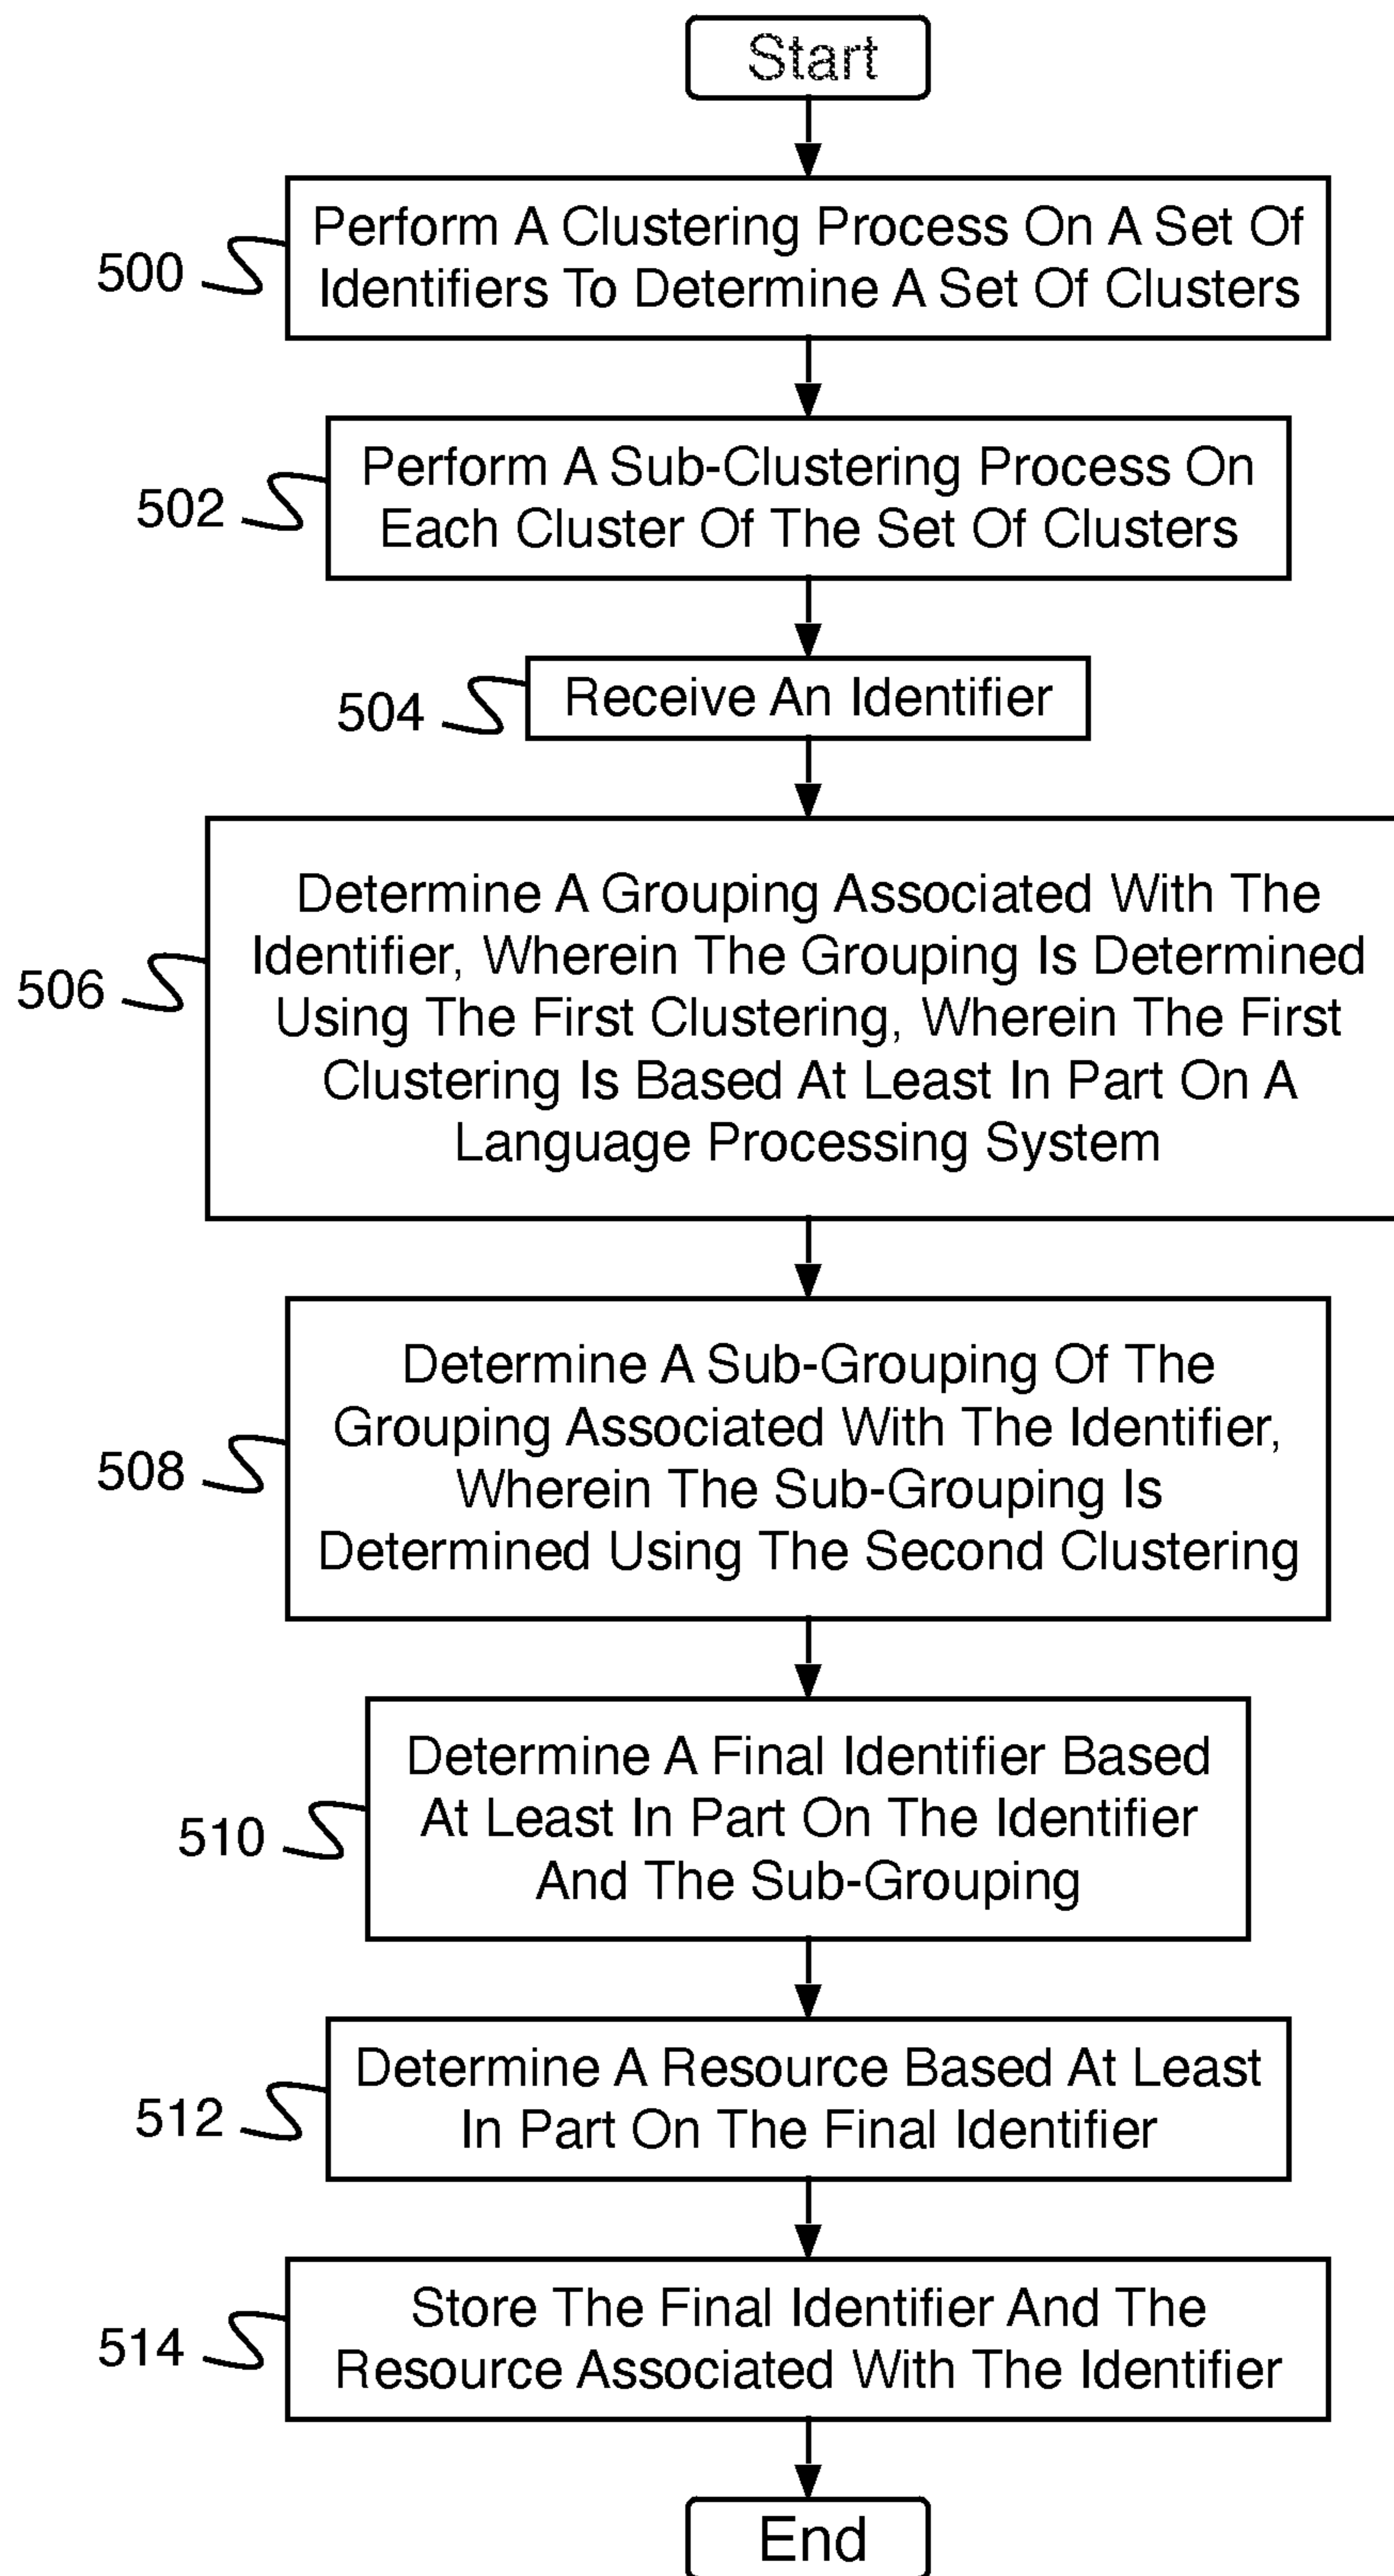 Start
500
Perform A Clustering Process On A Set Of
Identifiers To Determine A Set Of Clusters
502
Perform A Sub-Clustering Process On
Each Cluster Of The Set Of Clusters
504
Receive An Identifier
506
Determine A Grouping Associated With The
Identifier, Wherein The Grouping Is Determined
Using The First Clustering, Wherein The First
Clustering Is Based At Least In Part On A
Language Processing System
508
Determine A Sub-Grouping Of The
Grouping Associated With The Identifier,
Wherein The Sub-Grouping Is
Determined Using The Second Clustering
510
Determine A Final Identifier Based
At Least In Part On The Identifier
And The Sub-Grouping
512
Determine A Resource Based At Least
In Part On The Final Identifier
514
Store The Final Identifier And The
Resource Associated With The Identifier
End